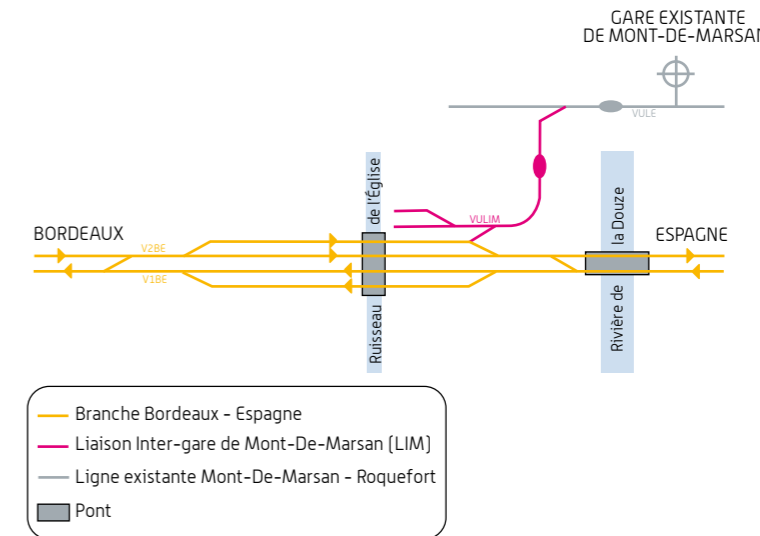 GARE EXISTANTE
DE MONT-DE-MARSAN
VULE
de l'Église
la Douze
VULIM
BORDEAUX
ESPAGNE
V2BE
V1BE
Ruisseau
Rivière de
Branche Bordeaux - Espagne
Liaison Inter-gare de Mont-De-Marsan (LIM)
Ligne existante Mont-De-Marsan - Roquefort
Pont